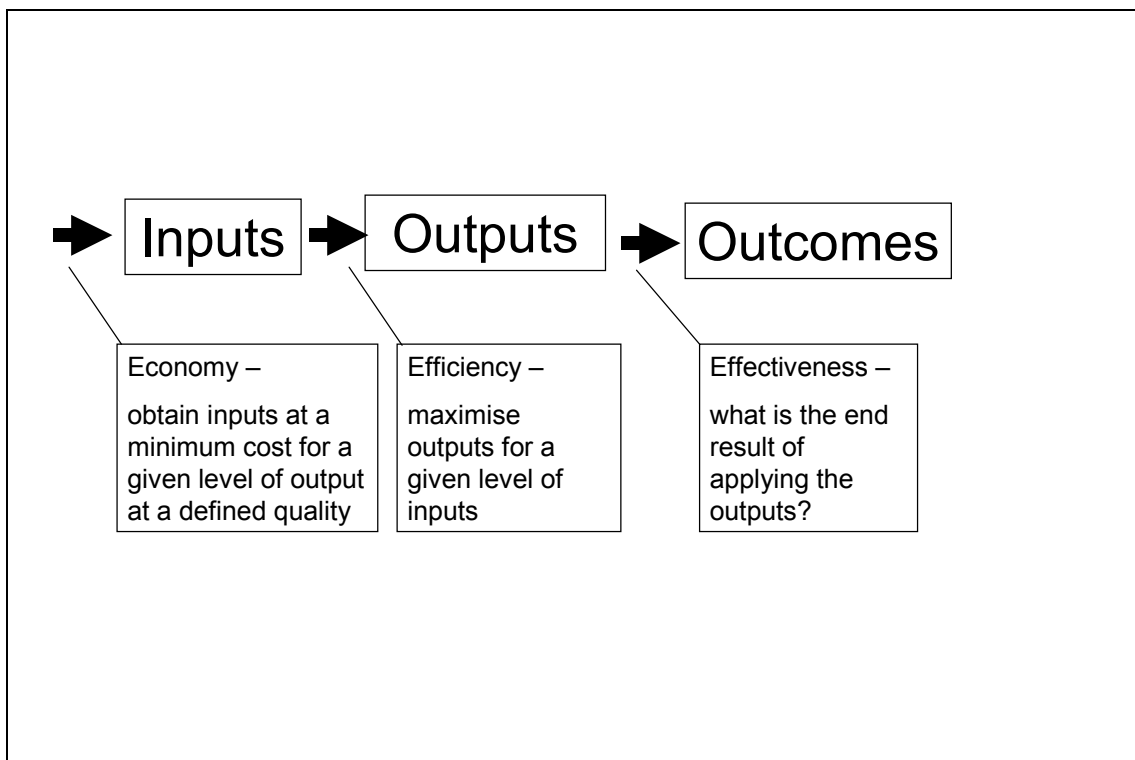 Inputs
Outputs
Outcomes
Economy –
obtain inputs at a
minimum cost for a
given level of output
at a defined quality
Efficiency –
maximise
outputs for a
given level of
inputs
Effectiveness –
what is the end
result of
applying the
outputs?